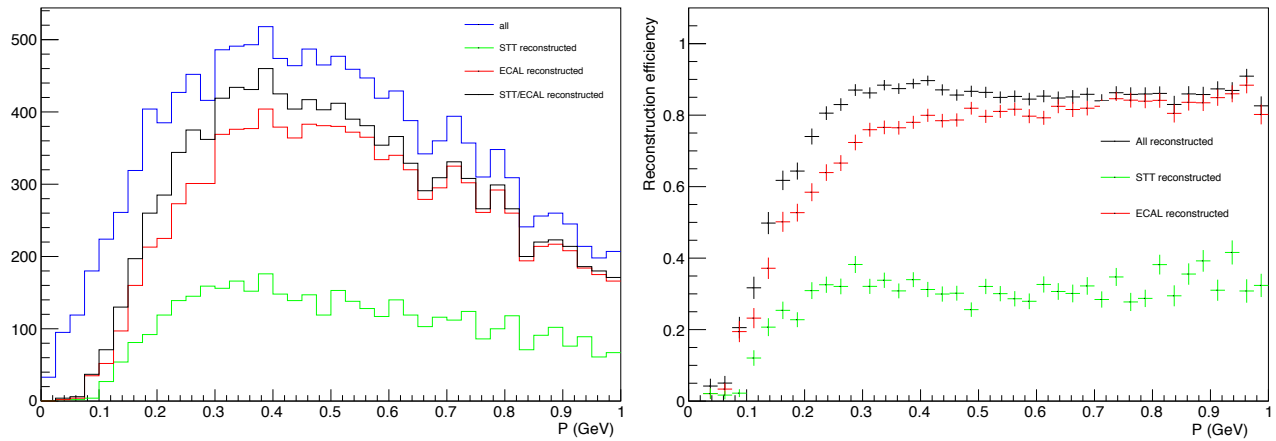 500
400
300
200
100
0
all
STT reconstructed
ECAL reconstructed
STT/ECAL reconstructed
0 0.1 0.2 0.3 0.4 0.5 0.6 0.7 0.8 0.9 1
P (GeV)
Reconstruction efficiency
1
0.8
0.6
0.4
0.2
0
All reconstructed
STT reconstructed
ECAL reconstructed
0 0.1 0.2 0.3 0.4 0.5 0.6 0.7 0.8 0.9 1
P (GeV)